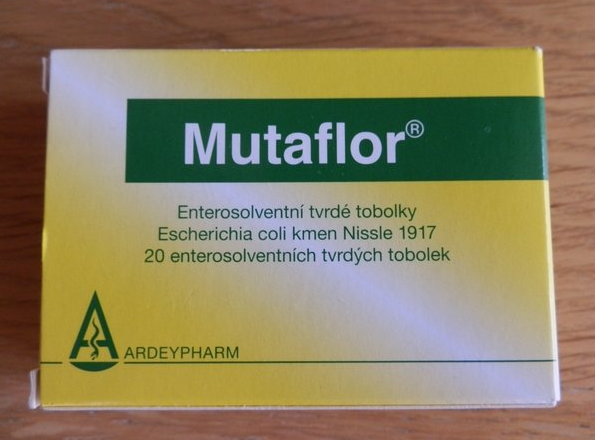 Mutaflor®
Enterosolventní tvrdé tobolky
Escherichia coli kmen Nissle 1917
20 enterosolventních tvrdých tobolek
ARDEYPHARM